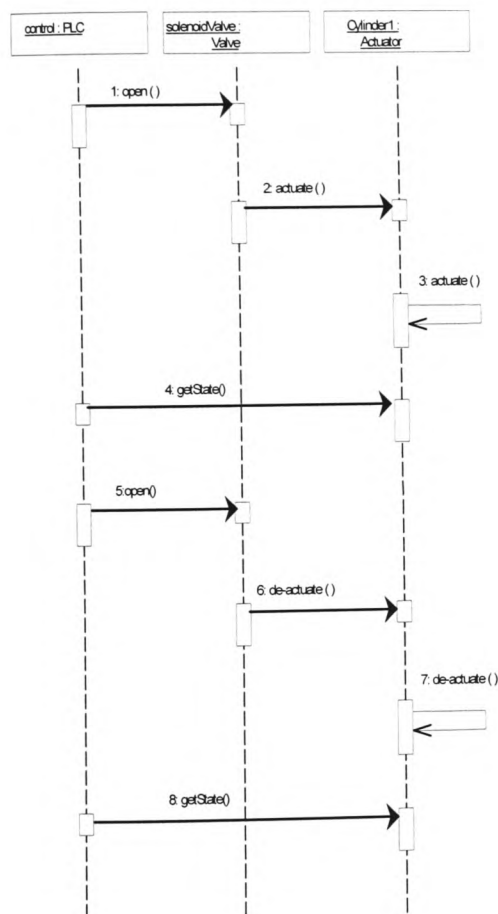 control : PLC
solenoidValve :
Valve
Cylinder1 :
Actuator
1: open ( )
2: actuate ( )
3: actuate ( )
4: getState()
5:open()
6: de-actuate ( )
7: de-actuate ( )
8: getState()